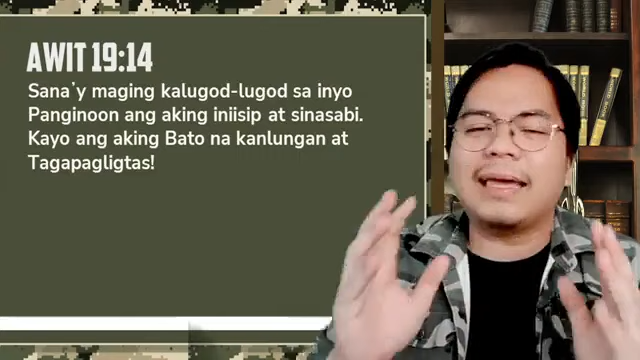 AWIT 19:14
Sana'y maging kalugod-lugod sa inyo
Panginoon ang aking iniisip at sinasabi.
Kayo ang aking Bato na kanlungan at
Tagapagligtas!